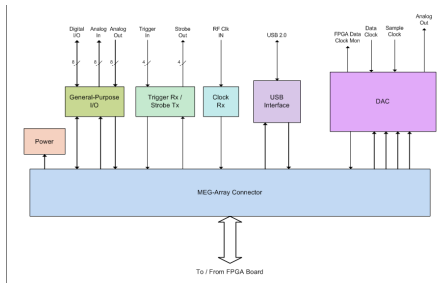 Digital
I/O
Analog
In
Analog
Out
Trigger
In
Strobe
Out
RF Clk
IN
USB 2.0
FPGA Data
Clock Mon
Data
Clock
Sample
Clock
Analog
Out
8
8
8
4
4
General-Purpose
I/O
Trigger Rx /
Strobe Tx
Clock
Rx
USB
Interface
DAC
Power
MEG-Array Connector
To / From FPGA Board